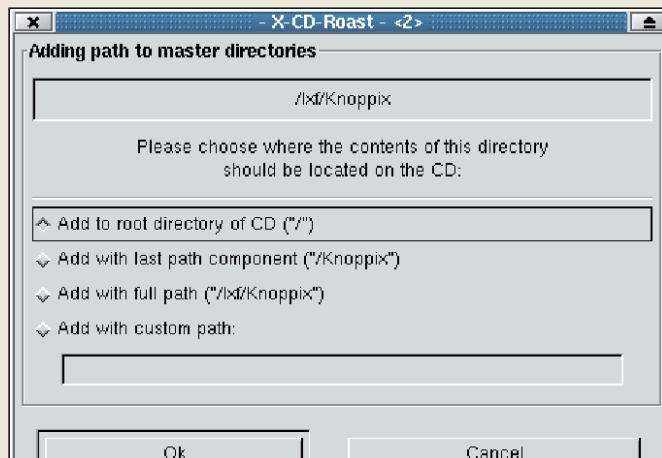 - X-CD-Roast - <2>
Adding path to master directories
/lxf/Knoppix
Please choose where the contents of this directory
should be located on the CD:
Add to root directory of CD ("/")
Add with last path component ("/Knoppix")
Add with full path ("/lxf/Knoppix")
Add with custom path:
Ok
Cancel